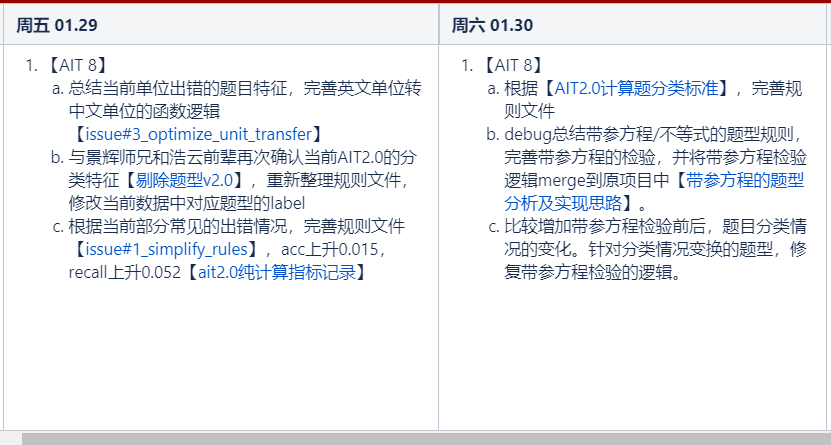 周五 01.29
1. 【AIT 8】
a. 总结当前单位出错的题目特征，完善英文单位转
中文单位的函数逻辑
【issue#3_optimize_unit_transfer】
b. 与景辉师兄和浩云前辈再次确认当前AIT2.0的分
类特征【剔除题型v2.0】，重新整理规则文件，
修改当前数据中对应题型的label
c. 根据当前部分常见的出错情况，完善规则文件
【issue#1_simplify_rules】，acc上升0.015，
recall上升0.052【ait2.0纯计算指标记录】
周六 01.30
1. 【AIT 8】
a. 根据【AIT2.0计算题分类标准】，完善规
则文件
b. debug总结带参方程/不等式的题型规则，
完善带参方程的检验，并将带参方程检验
逻辑merge到原项目中【带参方程的题型
分析及实现思路】。
c. 比较增加带参方程检验前后，题目分类情
况的变化。针对分类情况变换的题型，修
复带参方程检验的逻辑。